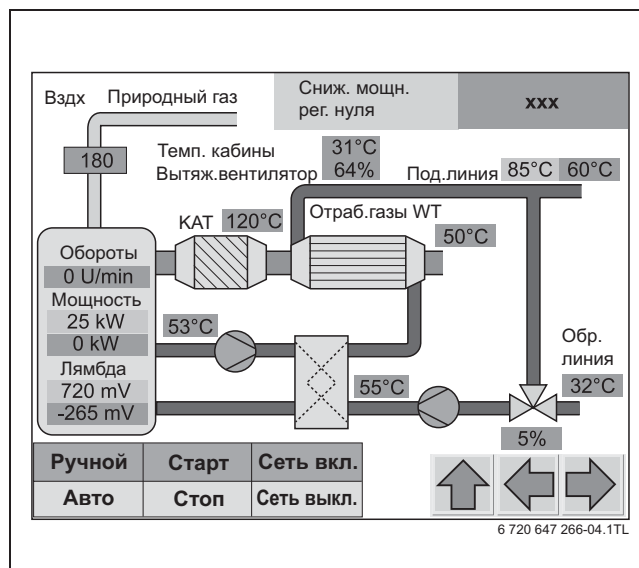 Вздх Природный газ
Сниж. мощн.
рег. нуля
xxx
180
Темп. кабины 31°C
Вытяж.вентилятор 64%
Под.линия 85°C 60°C
КАТ 120°C
Отраб.газы WT
50°C
Обороты
0 U/min
Мощность
25 kW
0 kW
Лямбда
720 mV
-265 mV
53°C
55°C
Обр.
линия
32°C
5%
Ручной Старт Сеть вкл.
Авто Стоп Сеть выкл.
6 720 647 266-04.1TL